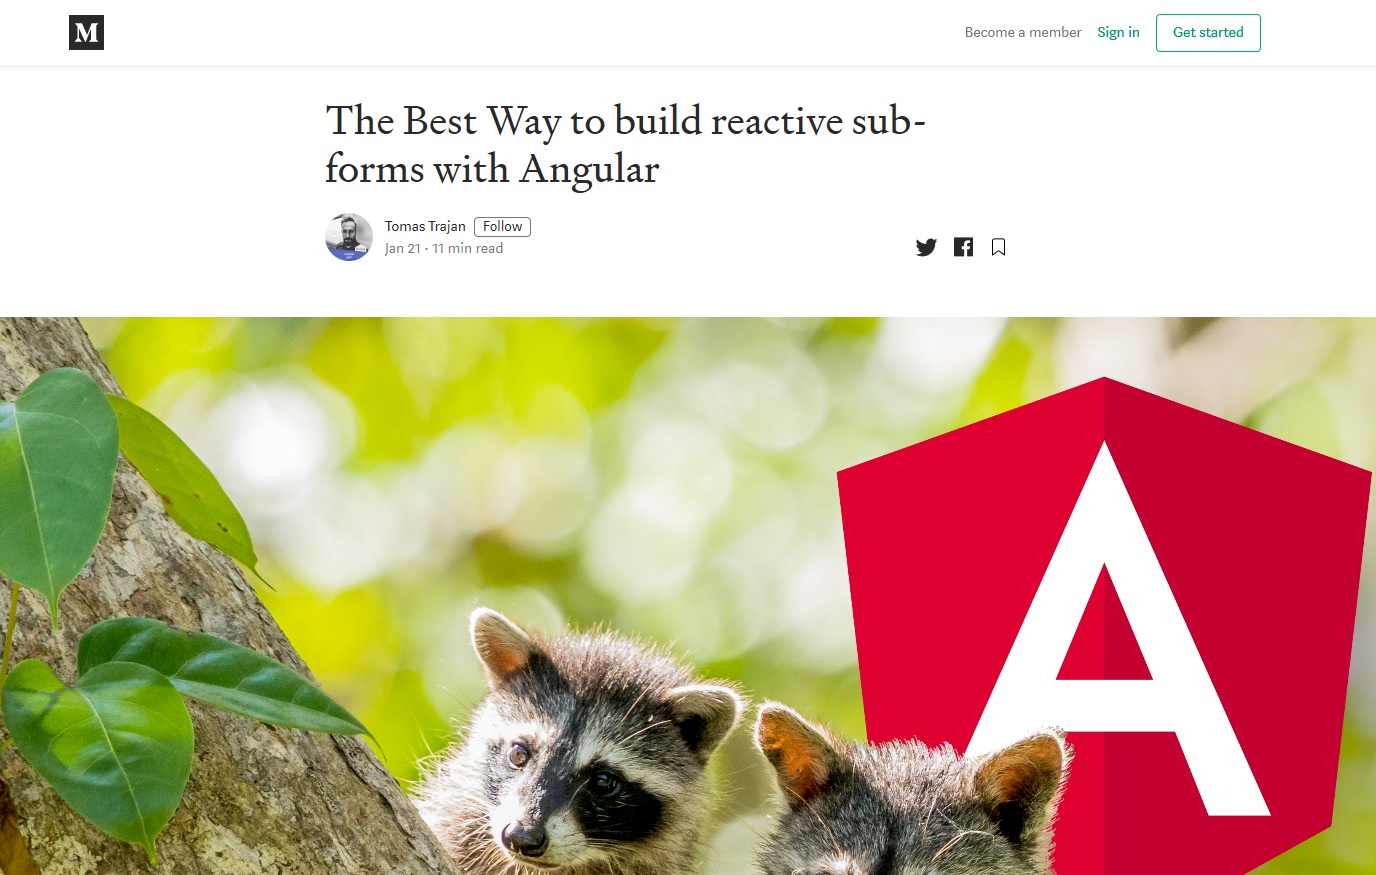 M
Become a member
Sign in
Get started
The Best Way to build reactive sub-
forms with Angular
Tomas Trajan
Follow
Jan 21 · 11 min read
A